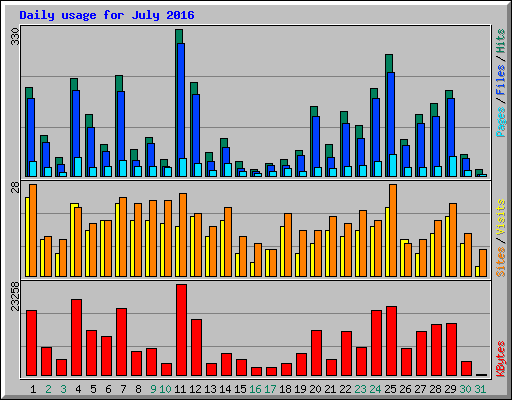 Daily usage for July 2016
330
Pages / Files / Hits
28
Sites / Visits
23258
KBytes
1 2 3 4 5 6 7 8 9 10 11 12 13 14 15 16 17 18 19 20 21 22 23 24 25 26 27 28 29 30 31